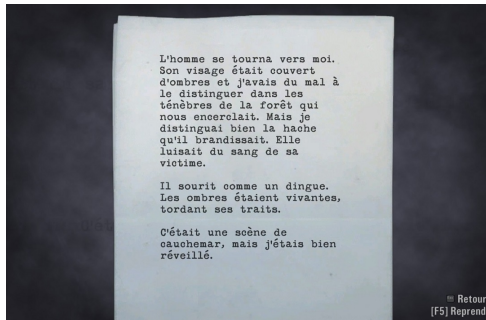 L'homme se tourna vers moi.
Son visage était couvert
d'ombres et j'avais du mal à
le distinguer dans les
ténèbres de la forêt qui
nous encerclait. Mais je
distinguai bien la hache
qu'il brandissait. Elle
luisait du sang de sa
victime.

Il sourit comme un dingue.
Les ombres étaient vivantes,
tordant ses traits.

C'était une scène de
cauchemar, mais j'étais bien
réveillé.

Retour
[F5] Reprend